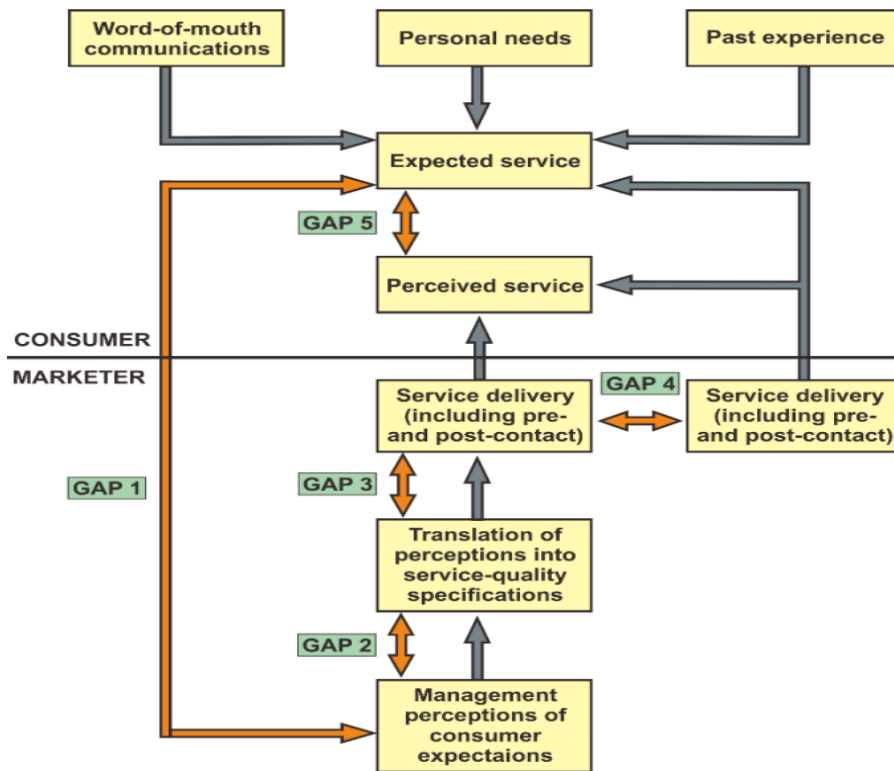 Word-of-mouth
communications
Personal needs
Past experience
Expected service
GAP 5
Perceived service
CONSUMER
MARKETER
Service delivery
(including pre-
and post-contact)
GAP 4
Service delivery
(including pre-
and post-contact)
GAP 1
GAP 3
Translation of
perceptions into
service-quality
specifications
GAP 2
Management
perceptions of
consumer
expectaions